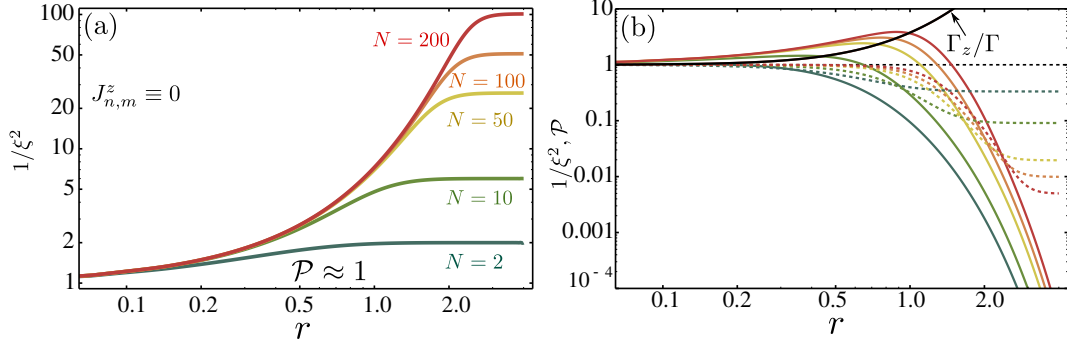 (a)
100
50
20
10
5
2
1
1/ξ²
N = 200
N = 100
N = 50
N = 10
N = 2
J^z_{n,m} ≡ 0
𝒫 ≈ 1
0.1 0.2 0.5 1.0 2.0
r
(b)
10
1
0.1
0.01
0.001
10⁻⁴
1/ξ², 𝒫
Γ_z/Γ
0.1 0.2 0.5 1.0 2.0
r